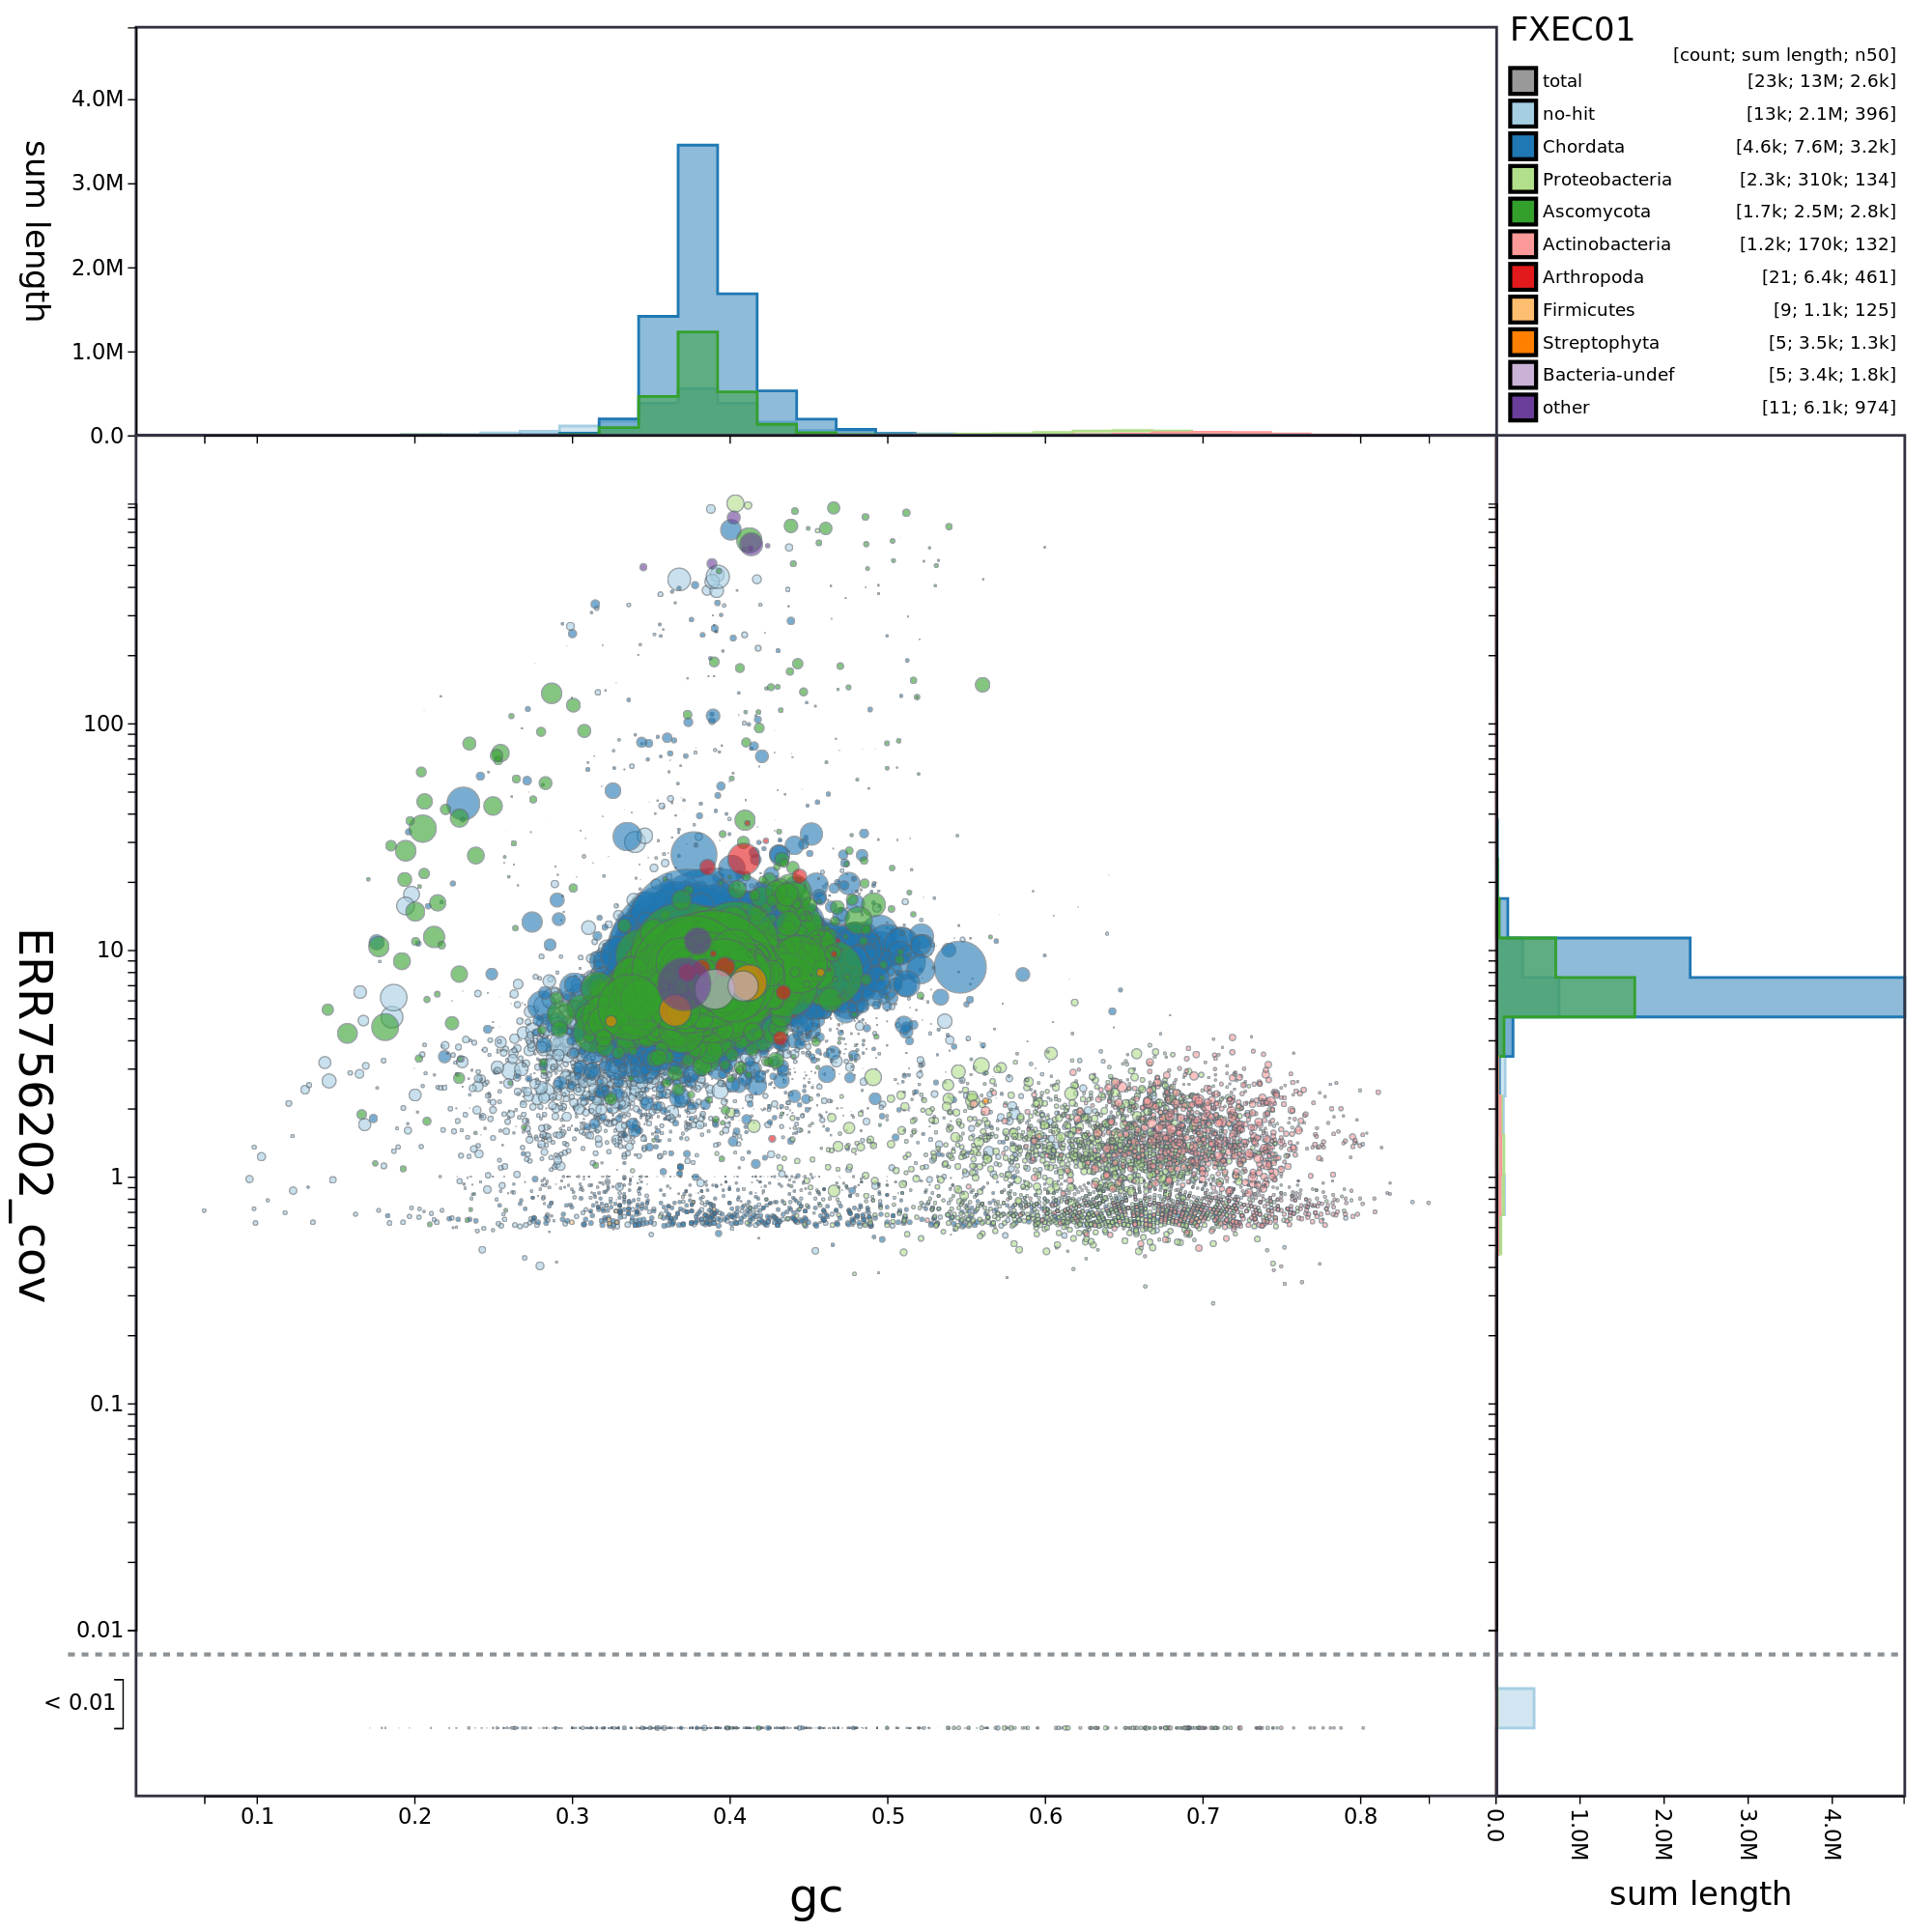 FXEC01
[count; sum length; n50]
total [23k; 13M; 2.6k]
no-hit [13k; 2.1M; 396]
Chordata [4.6k; 7.6M; 3.2k]
Proteobacteria [2.3k; 310k; 134]
Ascomycota [1.7k; 2.5M; 2.8k]
Actinobacteria [1.2k; 170k; 132]
Arthropoda [21; 6.4k; 461]
Firmicutes [9; 1.1k; 125]
Streptophyta [5; 3.5k; 1.3k]
Bacteria-undef [5; 3.4k; 1.8k]
other [11; 6.1k; 974]
sum length
4.0M
3.0M
2.0M
1.0M
0.0
ERR756202_cov
100
10
1
0.1
0.01
< 0.01
0.1 0.2 0.3 0.4 0.5 0.6 0.7 0.8
gc
0.0 1.0M 2.0M 3.0M 4.0M
sum length